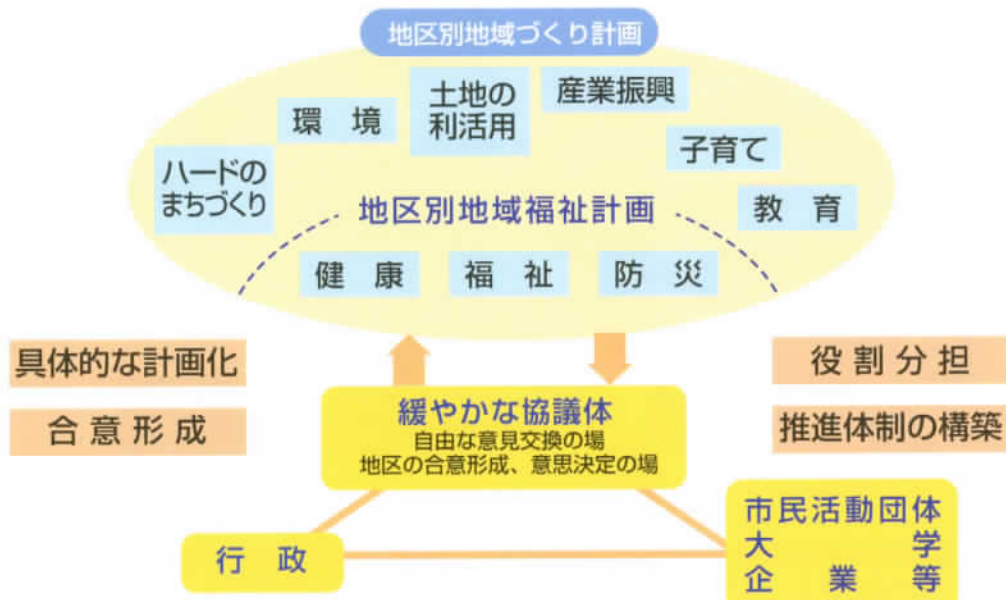 地区別地域づくり計画
産業振興
土地の
利活用
環 境
子育て
ハードの
まちづくり
地区別地域福祉計画
教 育
健 康
福 祉
防 災
具体的な計画化
役 割 分 担
合 意 形 成
緩やかな協議体
自由な意見交換の場
地区の合意形成、意思決定の場
推進体制の構築
行 政
市民活動団体
大 学
企 業 等